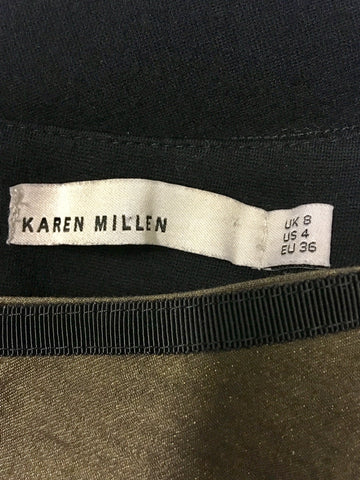 KAREN MILLEN
UK 8
US 4
EU 36